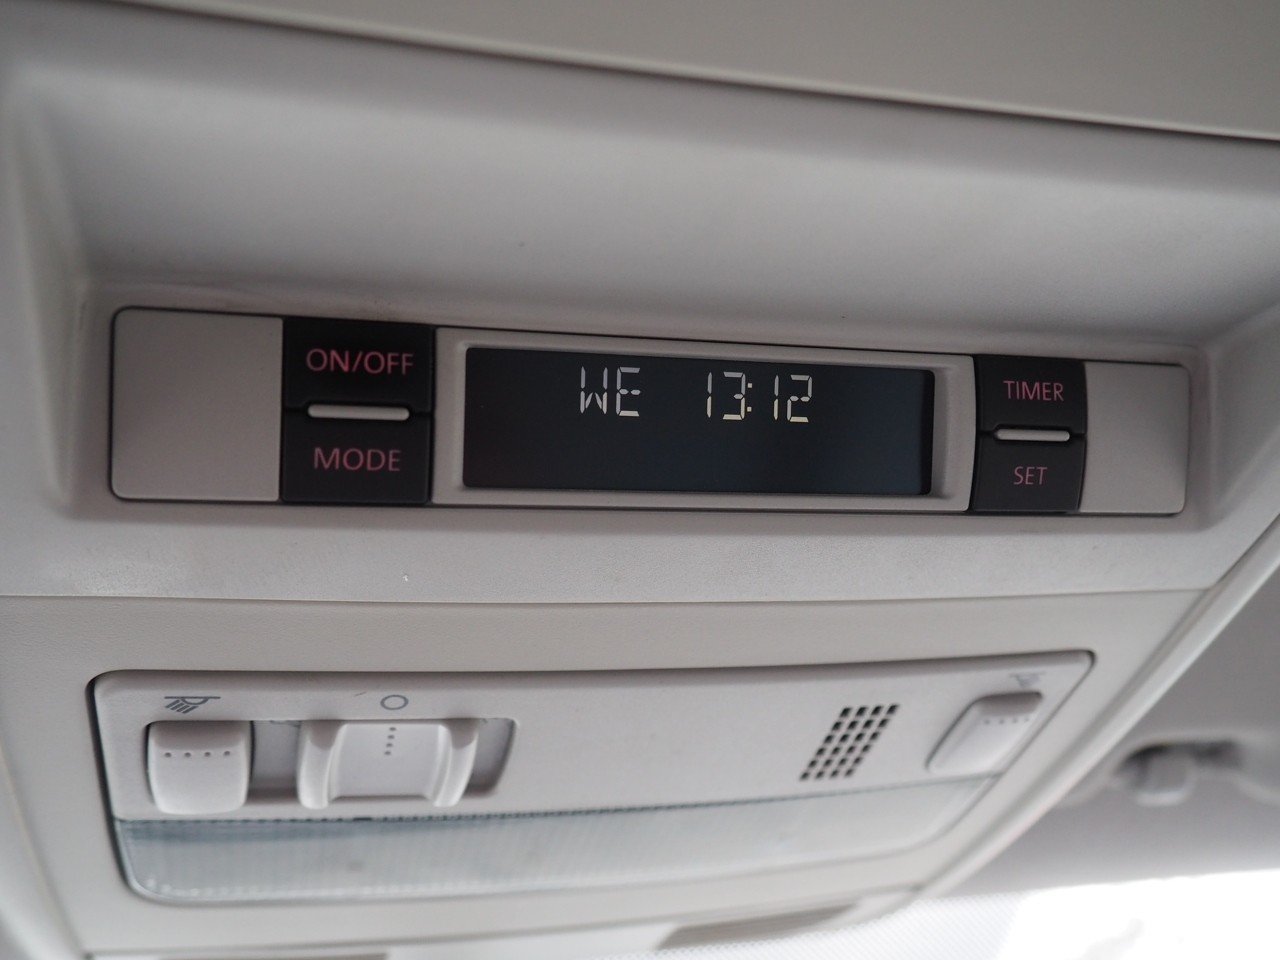 ON/OFF
MODE
WE 13:12
TIMER
SET